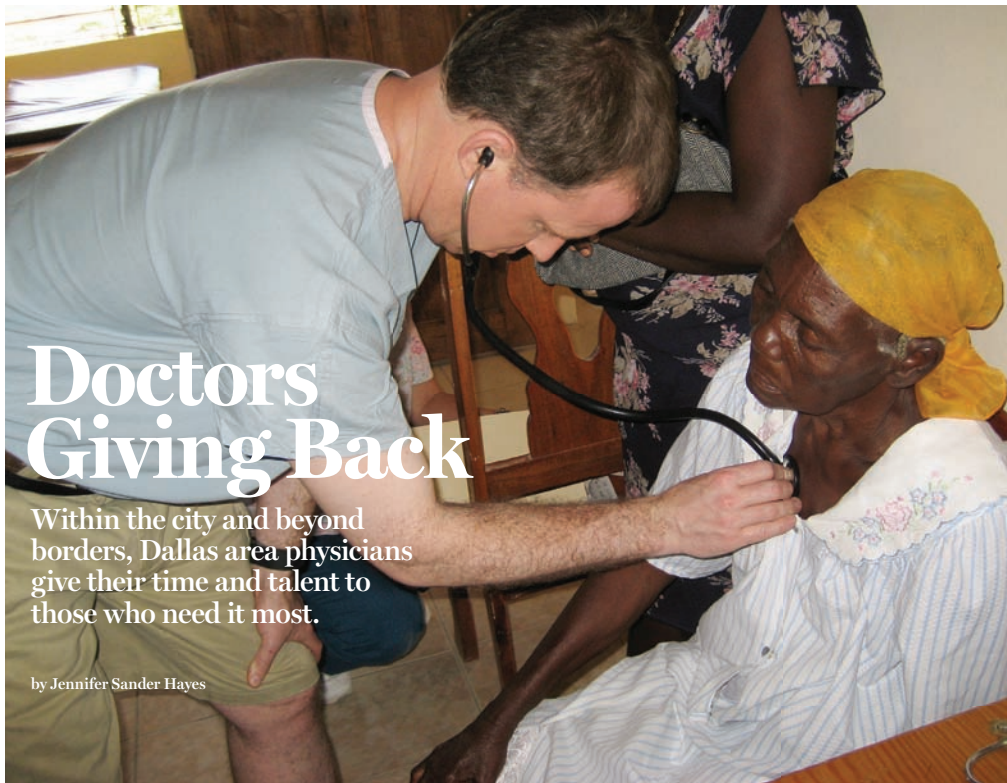 Doctors
Giving Back
Within the city and beyond
borders, Dallas area physicians
give their time and talent to
those who need it most.
by Jennifer Sander Hayes